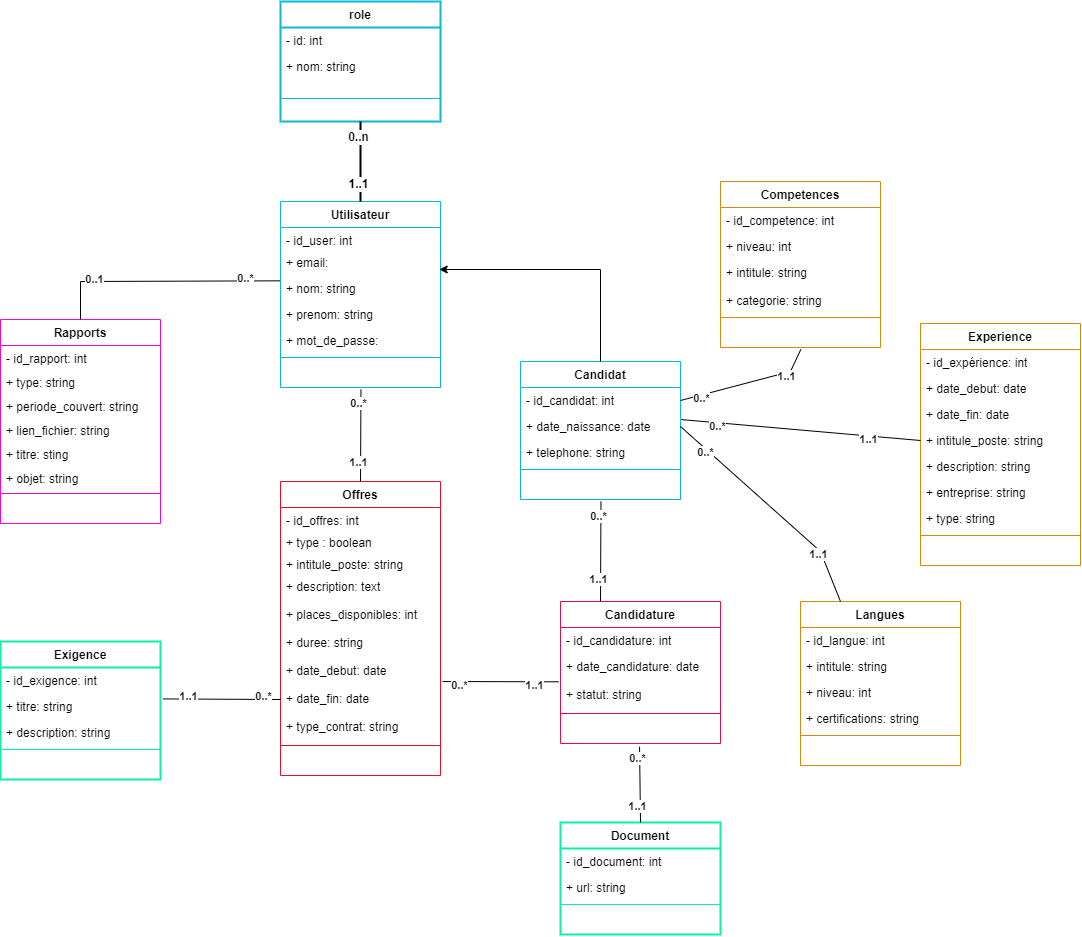 role
- id: int
+ nom: string
0..n
1..1
Utilisateur
- id_user: int
+ email:
+ nom: string
+ prenom: string
+ mot_de_passe:
0..1
0..*
Rapports
- id_rapport: int
+ type: string
+ periode_couvert: string
+ lien_fichier: string
+ titre: sting
+ objet: string
0..*
1..1
Competences
- id_competence: int
+ niveau: int
+ intitule: string
+ categorie: string
1..1
0..*
Candidat
- id_candidat: int
+ date_naissance: date
+ telephone: string
Experience
- id_expérience: int
+ date_debut: date
+ date_fin: date
+ intitule_poste: string
+ description: string
+ entreprise: string
+ type: string
0..*
1..1
0..*
1..1
0..*
1..1
Offres
- id_offres: int
+ type : boolean
+ intitule_poste: string
+ description: text
+ places_disponibles: int
+ duree: string
+ date_debut: date
+ date_fin: date
+ type_contrat: string
Candidature
- id_candidature: int
+ date_candidature: date
+ statut: string
Langues
- id_langue: int
+ intitule: string
+ niveau: int
+ certifications: string
Exigence
- id_exigence: int
+ titre: string
+ description: string
1..1
0..*
0..*
1..1
0..*
1..1
Document
- id_document: int
+ url: string